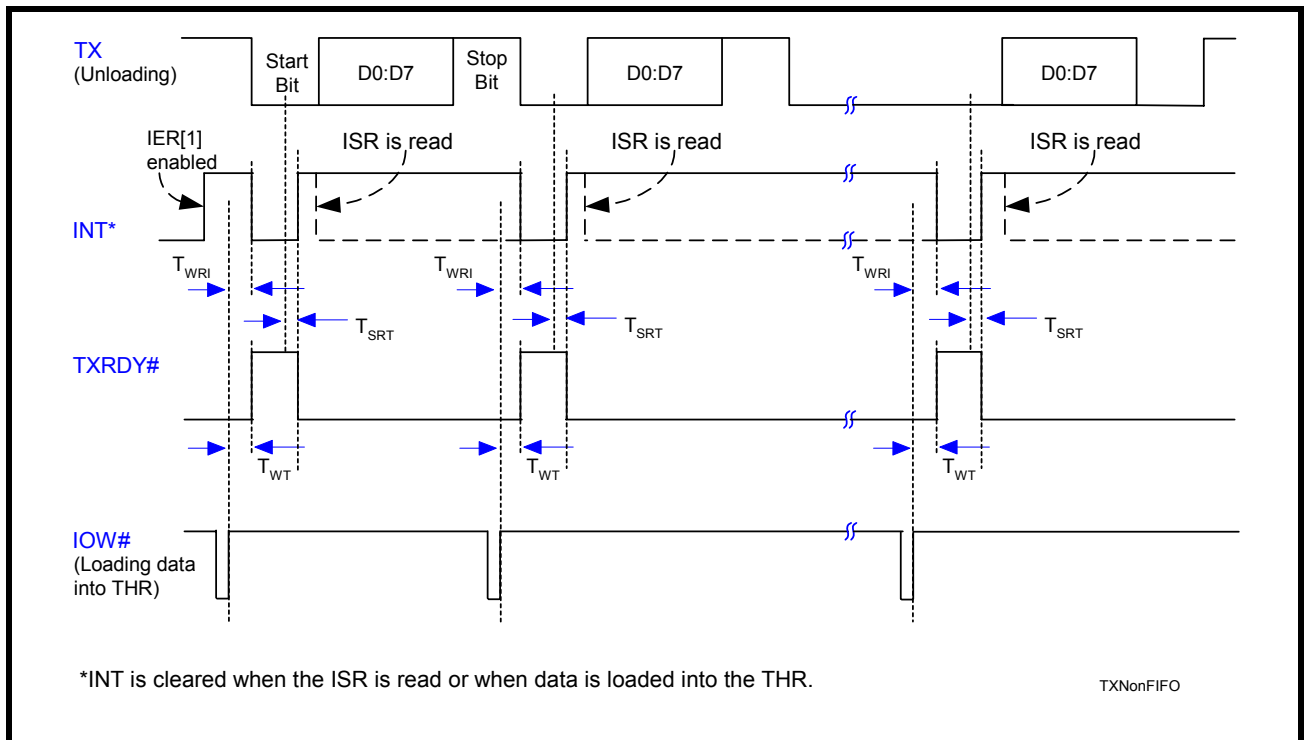 TX
(Unloading)
Start
Bit
D0:D7
Stop
Bit
D0:D7
D0:D7
IER[1]
enabled
ISR is read
ISR is read
ISR is read
INT*
TWRI
TWRI
TWRI
TSRT
TSRT
TSRT
TXRDY#
TWT
TWT
TWT
IOW#
(Loading data
into THR)
*INT is cleared when the ISR is read or when data is loaded into the THR.
TXNonFIFO